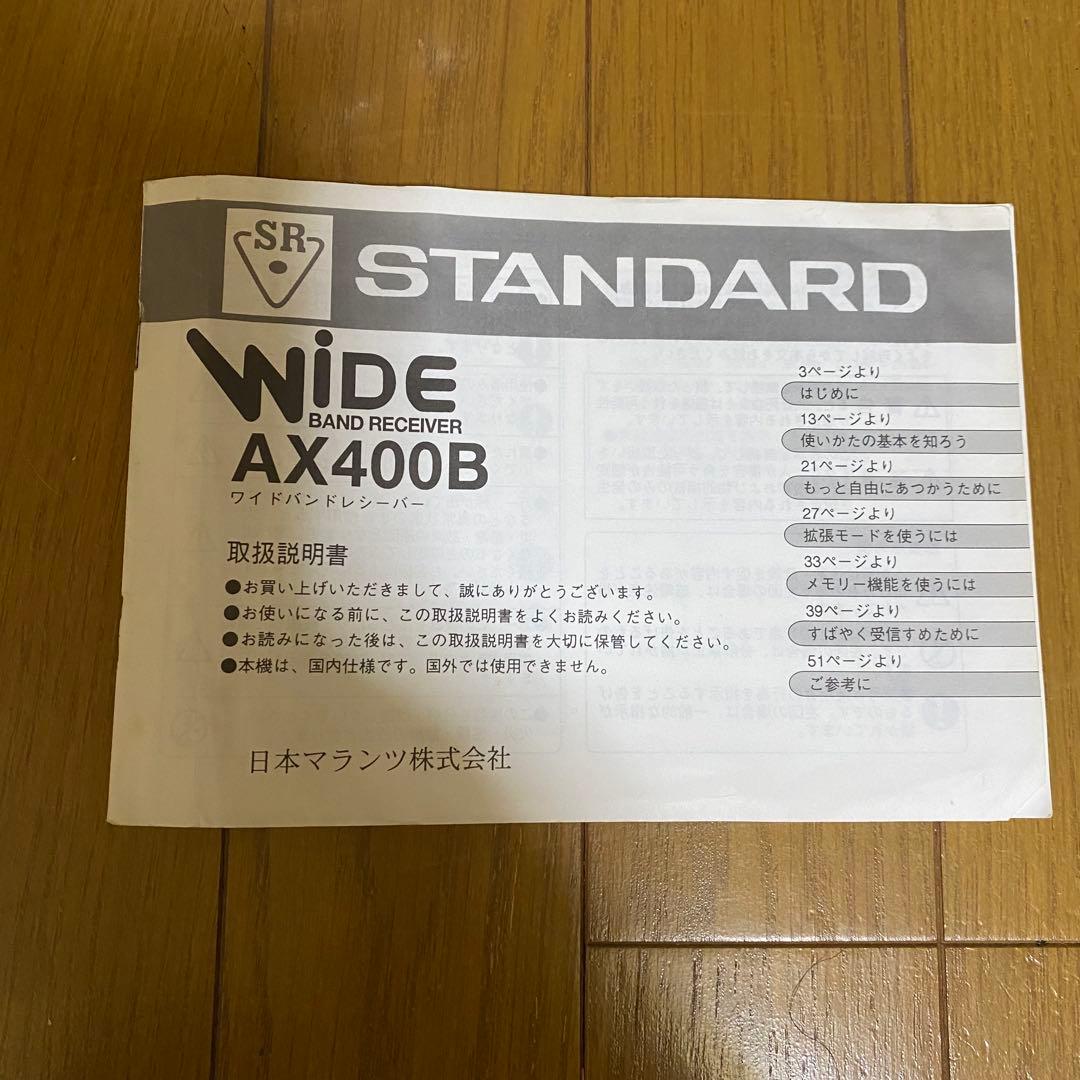 SR
STANDARD
WiDE
BAND RECEIVER
AX400B
ワイドバンドレシーバー
取扱説明書
●お買い上げいただきまして、誠にありがとうございます。
●お使いになる前に、この取扱説明書をよくお読みください。
●お読みになった後は、この取扱説明書を大切に保管してください。
●本機は、国内仕様です。国外では使用できません。
日本マランツ株式会社
3ページより
はじめに
13ページより
使いかたの基本を知ろう
21ページより
もっと自由にあつかうために
27ページより
拡張モードを使うには
33ページより
メモリー機能を使うには
39ページより
すばやく受信すめために
51ページより
ご参考に